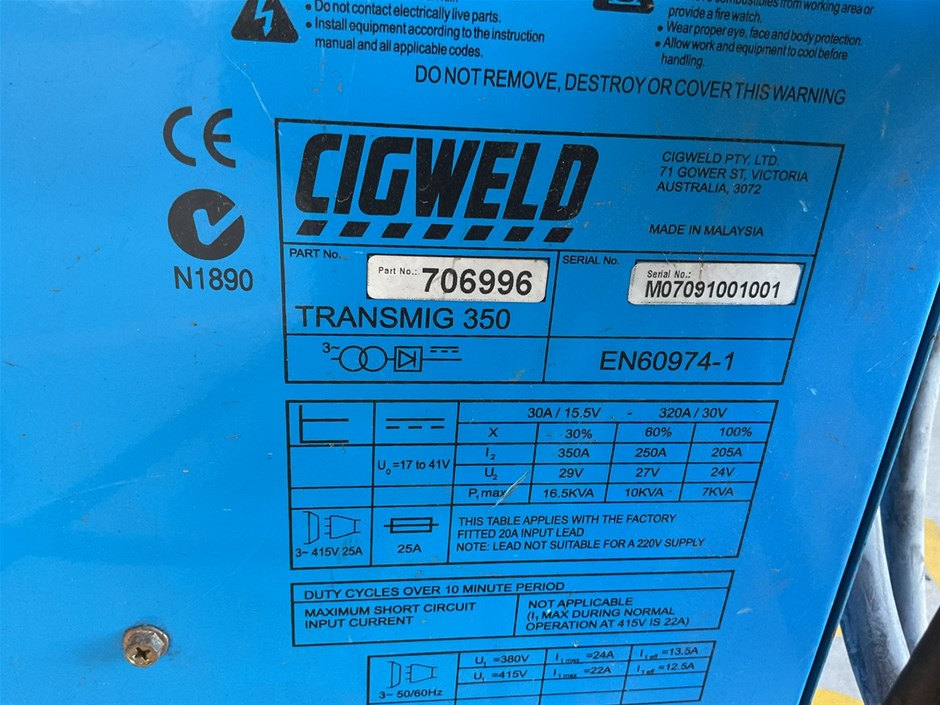 • Do not contact electrically live parts.
• Install equipment according to the instruction
manual and all applicable codes.
combustibles from working area or
provide a fire watch.
• Wear proper eye, face and body protection.
• Allow work and equipment to cool before
handling.
DO NOT REMOVE, DESTROY OR COVER THIS WARNING
CE
N1890
CIGWELD
CIGWELD PTY. LTD.
71 GOWER ST, VICTORIA
AUSTRALIA, 3072
MADE IN MALAYSIA
PART No.
Part No.: 706996
SERIAL No.
Serial No.:
M07091001001
TRANSMIG 350
3~
EN60974-1
30A / 15.5V - 320A / 30V
X 30% 60% 100%
U₀=17 to 41V
I₂ 350A 250A 205A
U₂ 29V 27V 24V
P₁ max 16.5KVA 10KVA 7KVA
3~ 415V 25A
25A
THIS TABLE APPLIES WITH THE FACTORY
FITTED 20A INPUT LEAD
NOTE: LEAD NOT SUITABLE FOR A 220V SUPPLY
DUTY CYCLES OVER 10 MINUTE PERIOD
MAXIMUM SHORT CIRCUIT
INPUT CURRENT
NOT APPLICABLE
(I₁ MAX DURING NORMAL
OPERATION AT 415V IS 22A)
3~ 50/60Hz
U₁ =380V I₁ max =24A I₁ eff =13.5A
U₁ =415V I₁ max =22A I₁ eff =12.5A